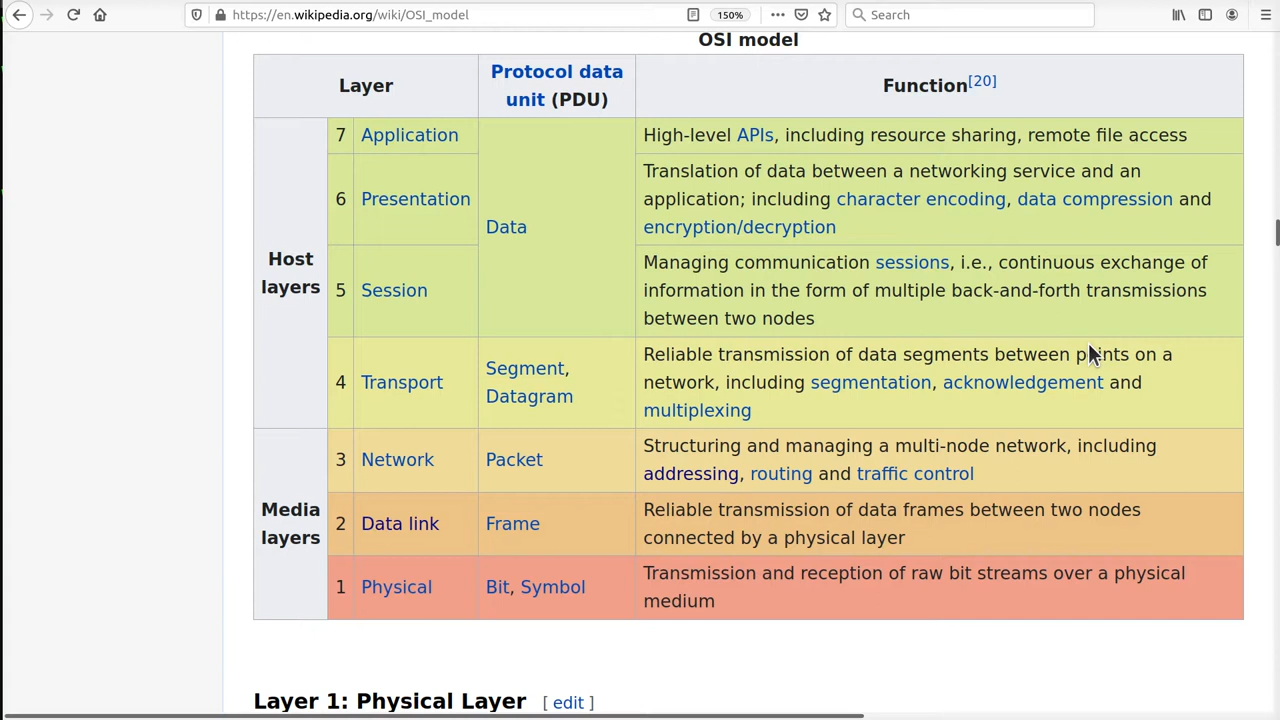 https://en.wikipedia.org/wiki/OSI_model
150%
Search
OSI model
Layer
Protocol data
unit (PDU)
Function[20]
Host
layers
7 Application
Data
High-level APIs, including resource sharing, remote file access
6 Presentation
Translation of data between a networking service and an
application; including character encoding, data compression and
encryption/decryption
5 Session
Managing communication sessions, i.e., continuous exchange of
information in the form of multiple back-and-forth transmissions
between two nodes
4 Transport
Segment,
Datagram
Reliable transmission of data segments between points on a
network, including segmentation, acknowledgement and
multiplexing
Media
layers
3 Network
Packet
Structuring and managing a multi-node network, including
addressing, routing and traffic control
2 Data link
Frame
Reliable transmission of data frames between two nodes
connected by a physical layer
1 Physical
Bit, Symbol
Transmission and reception of raw bit streams over a physical
medium
Layer 1: Physical Layer [ edit ]